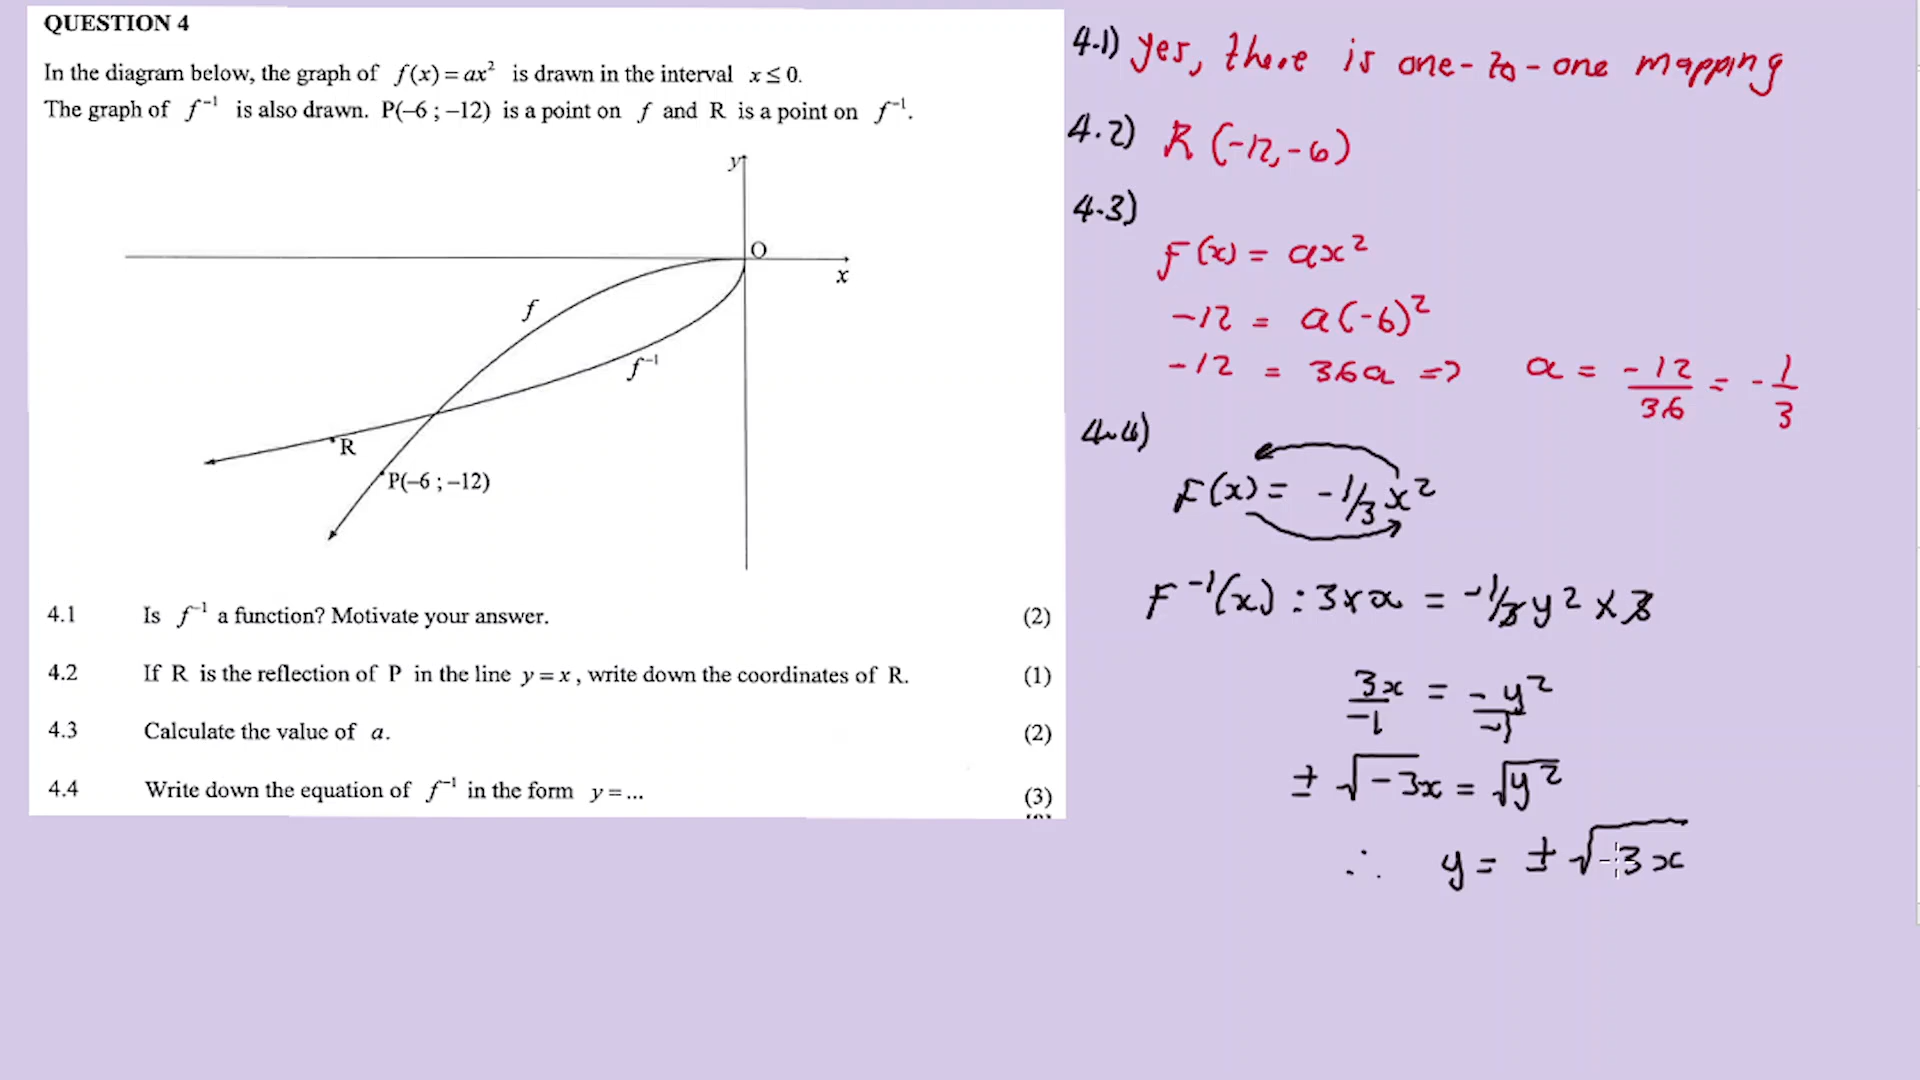 QUESTION 4
In the diagram below, the graph of f(x) = ax² is drawn in the interval x ≤ 0.
The graph of f⁻¹ is also drawn. P(–6 ; –12) is a point on f and R is a point on f⁻¹.
y
O
x
f
f⁻¹
R
P(–6 ; –12)
4.1 Is f⁻¹ a function? Motivate your answer. (2)
4.2 If R is the reflection of P in the line y = x, write down the coordinates of R. (1)
4.3 Calculate the value of a. (2)
4.4 Write down the equation of f⁻¹ in the form y = ... (3)
4.1) yes, there is one-to-one mapping
4.2) R (-12, -6)
4.3)
F(x) = ax²
-12 = a(-6)²
-12 = 36a => a = -12/36 = -1/3
4.4)
F(x) = -1/3 x²
F⁻¹(x) : 3 × x = -1/3 y² × 3
3x/-1 = -y²/-1
± √-3x = √y²
∴ y = ± √-3x